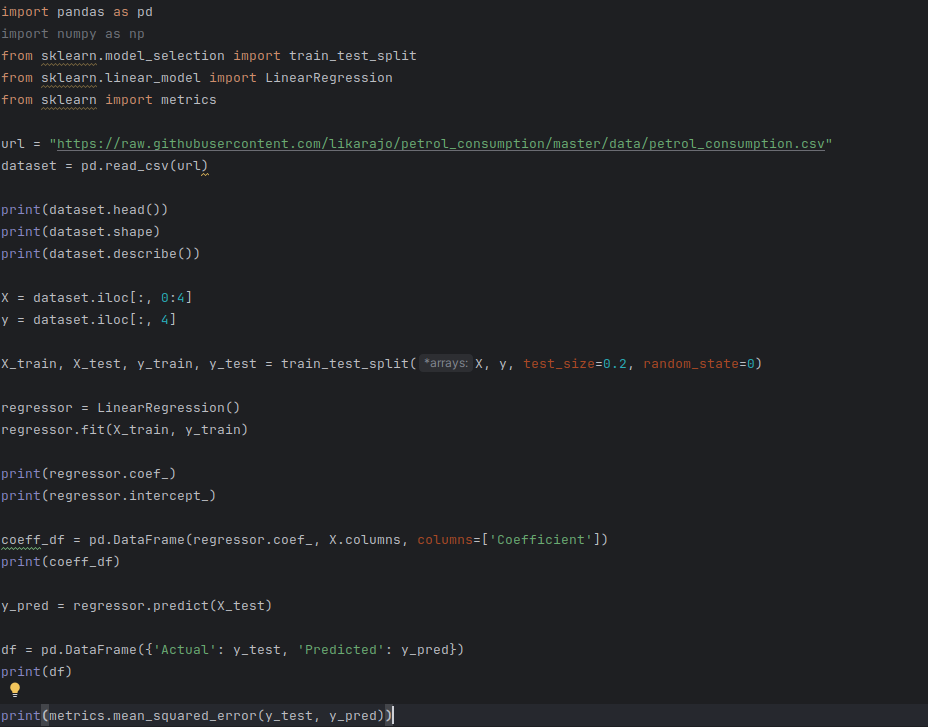 import pandas as pd
import numpy as np
from sklearn.model_selection import train_test_split
from sklearn.linear_model import LinearRegression
from sklearn import metrics
url = "https://raw.githubusercontent.com/likarajo/petrol_consumption/master/data/petrol_consumption.csv"
dataset = pd.read_csv(url)
print(dataset.head())
print(dataset.shape)
print(dataset.describe())
X = dataset.iloc[:, 0:4]
y = dataset.iloc[:, 4]
X_train, X_test, y_train, y_test = train_test_split( *arrays: X, y, test_size=0.2, random_state=0)
regressor = LinearRegression()
regressor.fit(X_train, y_train)
print(regressor.coef_)
print(regressor.intercept_)
coeff_df = pd.DataFrame(regressor.coef_, X.columns, columns=['Coefficient'])
print(coeff_df)
y_pred = regressor.predict(X_test)
df = pd.DataFrame({'Actual': y_test, 'Predicted': y_pred})
print(df)
print(metrics.mean_squared_error(y_test, y_pred))